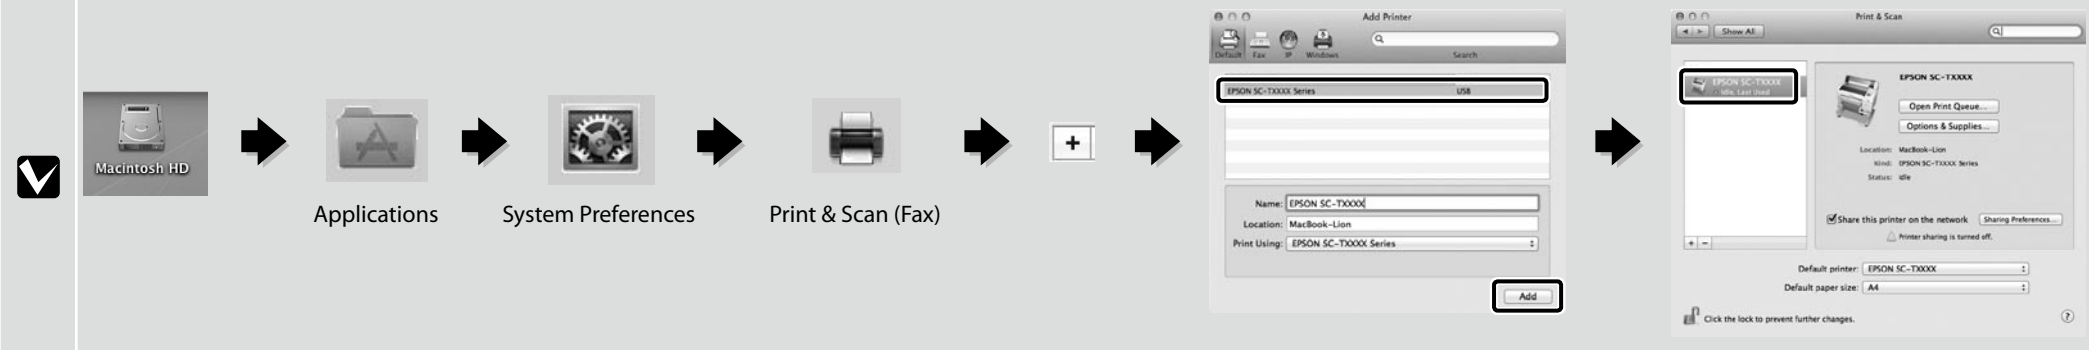 Macintosh HD
Applications
System Preferences
Print & Scan (Fax)
+
Add Printer
Default Fax IP Windows
Search
EPSON SC-TXXXX Series USB
Name: EPSON SC-TXXXX
Location: MacBook-Lion
Print Using: EPSON SC-TXXXX Series
Add
Print & Scan
Show All
EPSON SC-TXXXX
Idle, Last Used
EPSON SC-TXXXX
Open Print Queue...
Options & Supplies...
Location: MacBook-Lion
Kind: EPSON SC-TXXXX Series
Status: Idle
Share this printer on the network Sharing Preferences...
Printer sharing is turned off.
+ −
Default printer: EPSON SC-TXXXX
Default paper size: A4
Click the lock to prevent further changes.
?